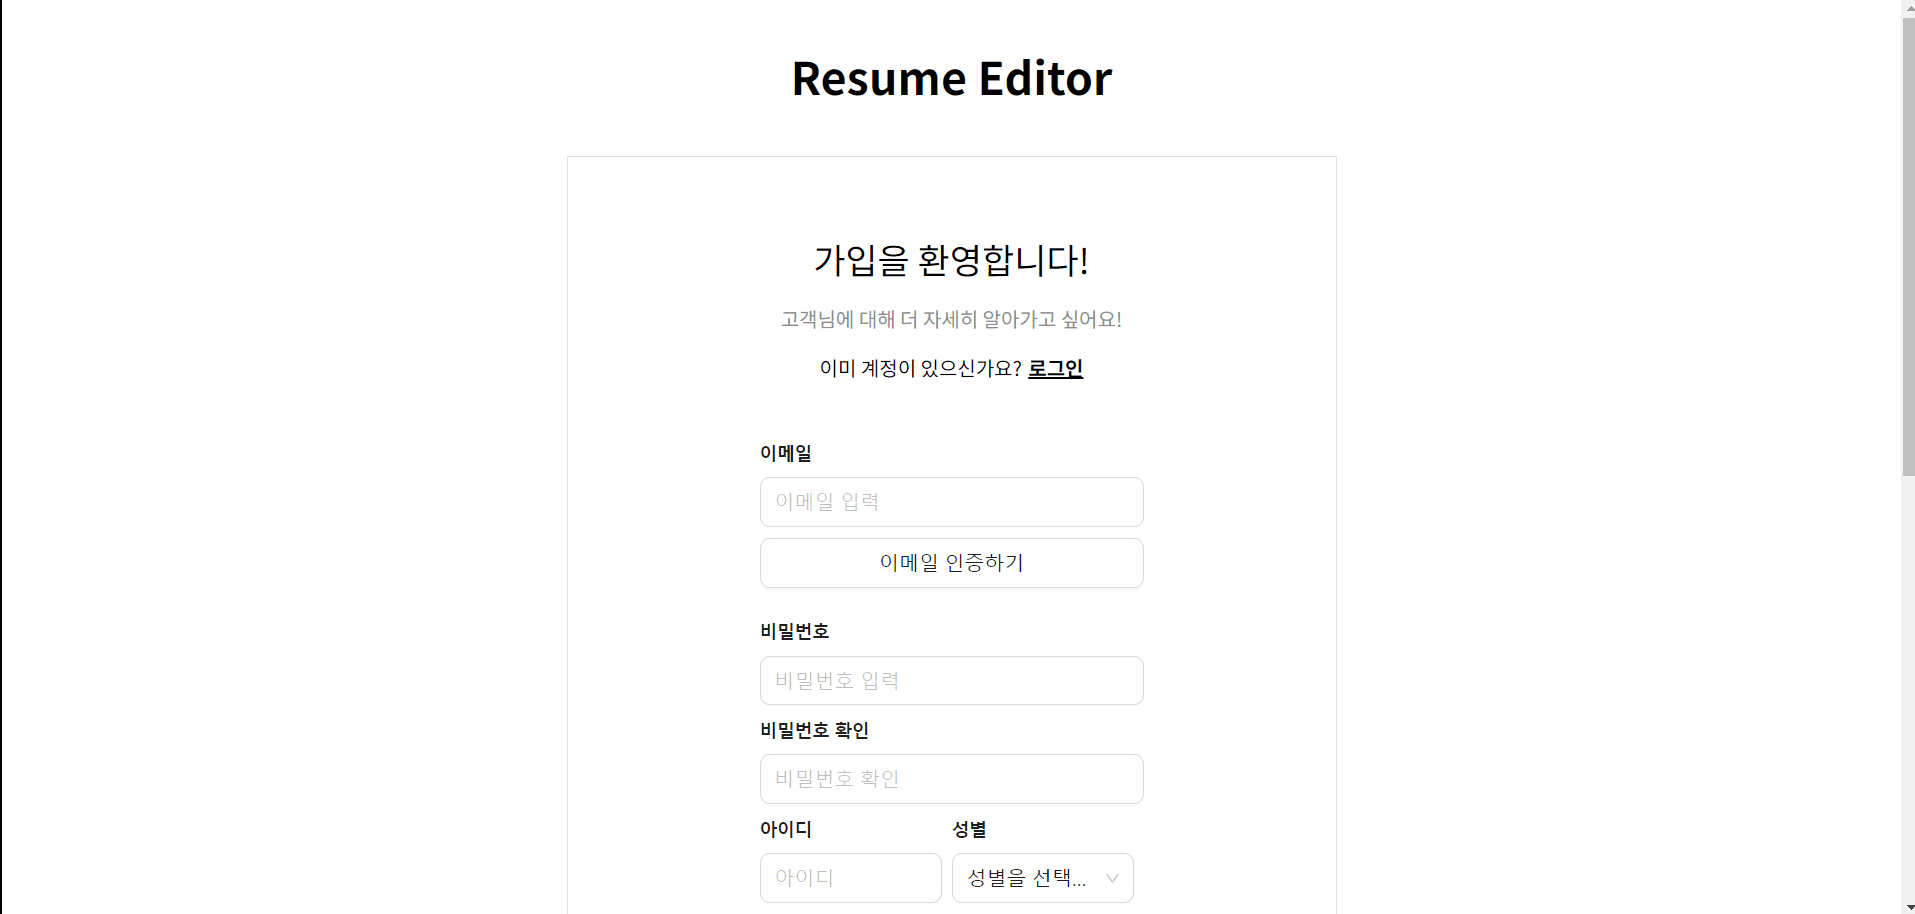 Resume Editor
가입을 환영합니다!
고객님에 대해 더 자세히 알아가고 싶어요!
이미 계정이 있으신가요? 로그인
이메일
이메일 입력
이메일 인증하기
비밀번호
비밀번호 입력
비밀번호 확인
비밀번호 확인
아이디 성별
아이디 성별을 선택...